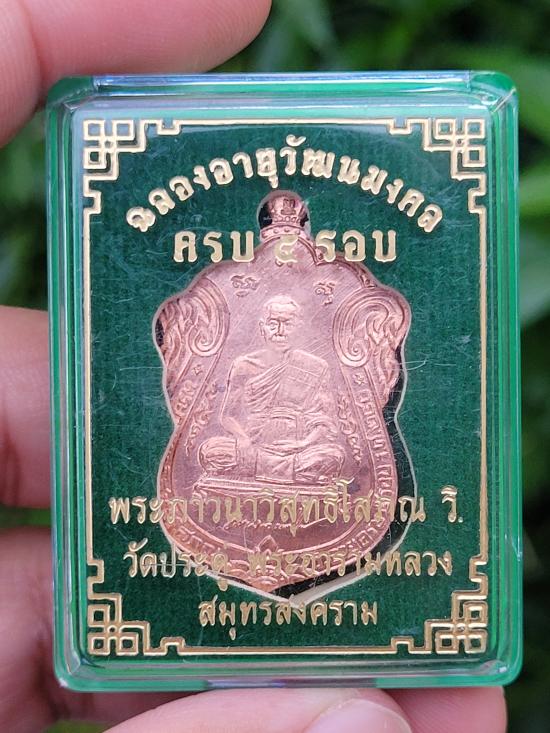 ฉลองอายุวัฒนมงคล
ครบ ๔ รอบ
พระภาวนาวิสุทธิโสภณ วิ.
วัดประดู่ พระอารามหลวง
สมุทรสงคราม